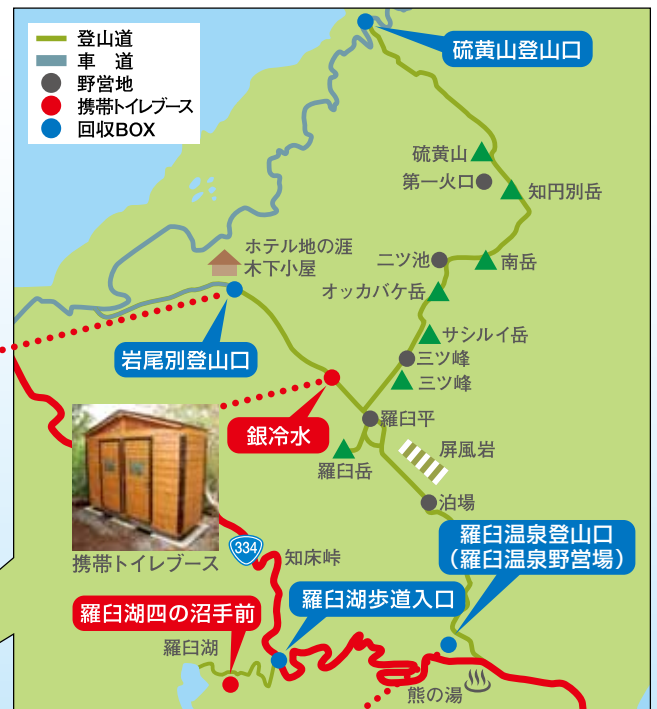 登山道
車　道
野営地
携帯トイレブース
回収BOX
硫黄山登山口
硫黄山
第一火口
知円別岳
ホテル地の涯
木下小屋
二ツ池
南岳
オッカバケ岳
サシルイ岳
岩尾別登山口
三ツ峰
三ツ峰
銀冷水
羅臼平
屏風岩
羅臼岳
泊場
羅臼温泉登山口
（羅臼温泉野営場）
334
知床峠
携帯トイレブース
羅臼湖歩道入口
羅臼湖四の沼手前
羅臼湖
熊の湯